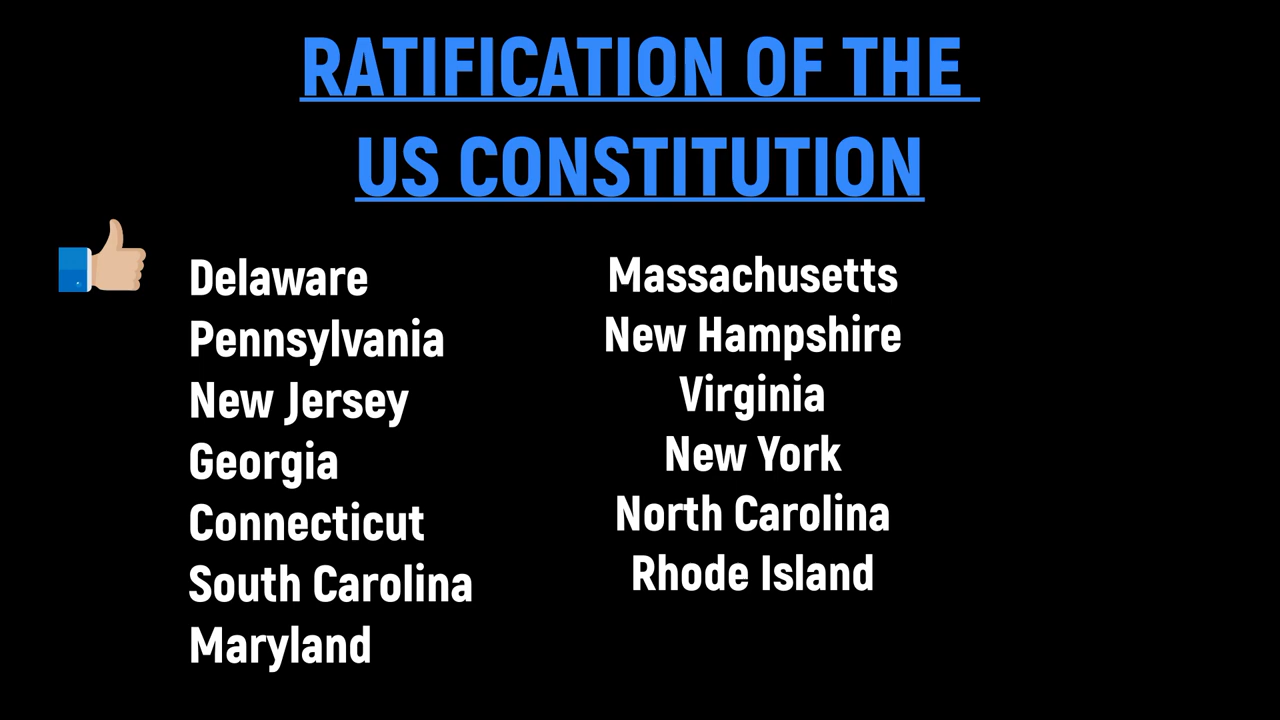 RATIFICATION OF THE
US CONSTITUTION
Delaware
Pennsylvania
New Jersey
Georgia
Connecticut
South Carolina
Maryland
Massachusetts
New Hampshire
Virginia
New York
North Carolina
Rhode Island